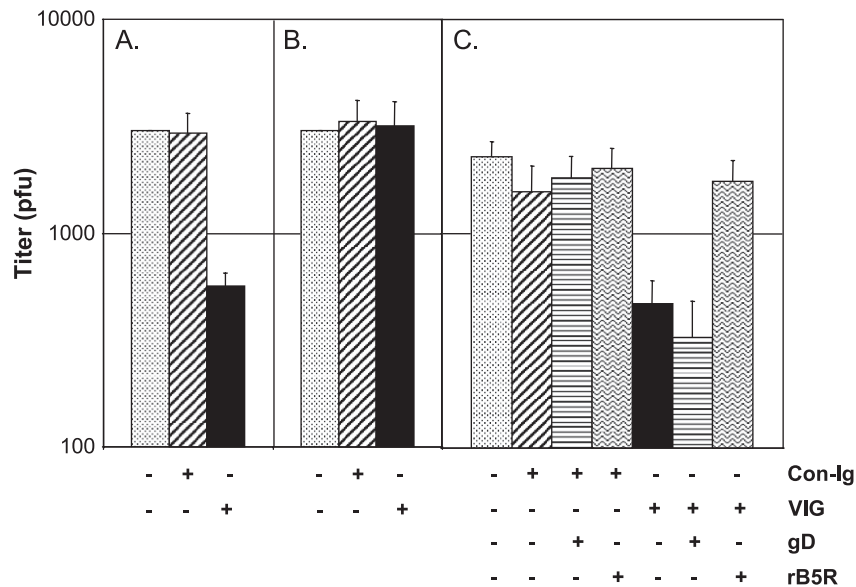 10000
A. B. C.
1000
100
Titer (pfu)
- + - - + - - + + + - - - Con-Ig
- - + - - + - - - - + + + VIG
- - + - - + - gD
- - - + - - + rB5R